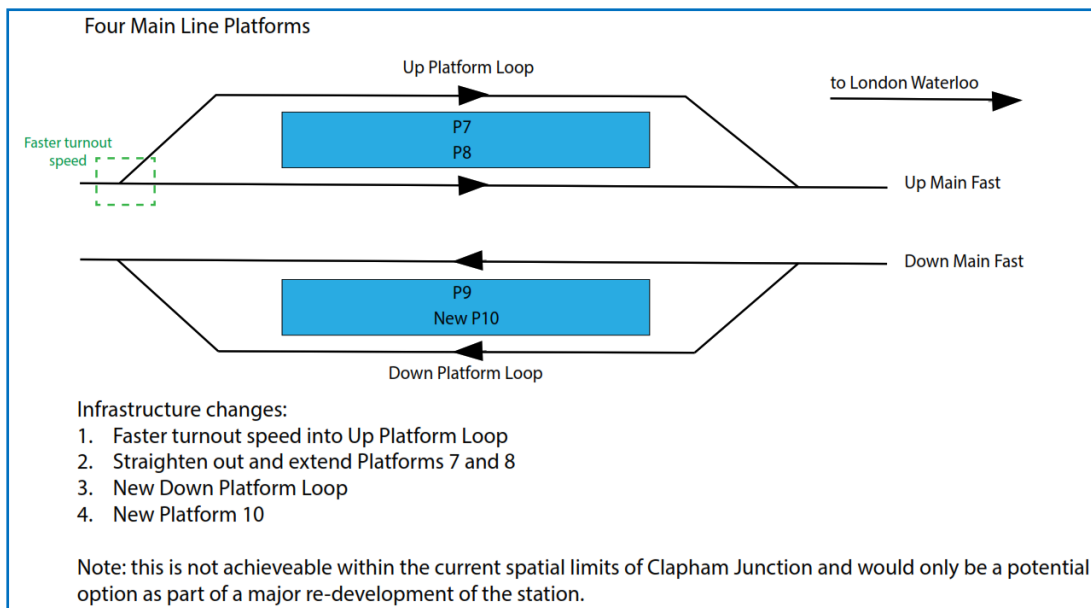 Four Main Line Platforms
Up Platform Loop
to London Waterloo
P7
P8
Faster turnout
speed
Up Main Fast
Down Main Fast
P9
New P10
Down Platform Loop
Infrastructure changes:
1. Faster turnout speed into Up Platform Loop
2. Straighten out and extend Platforms 7 and 8
3. New Down Platform Loop
4. New Platform 10
Note: this is not achieveable within the current spatial limits of Clapham Junction and would only be a potential
option as part of a major re-development of the station.